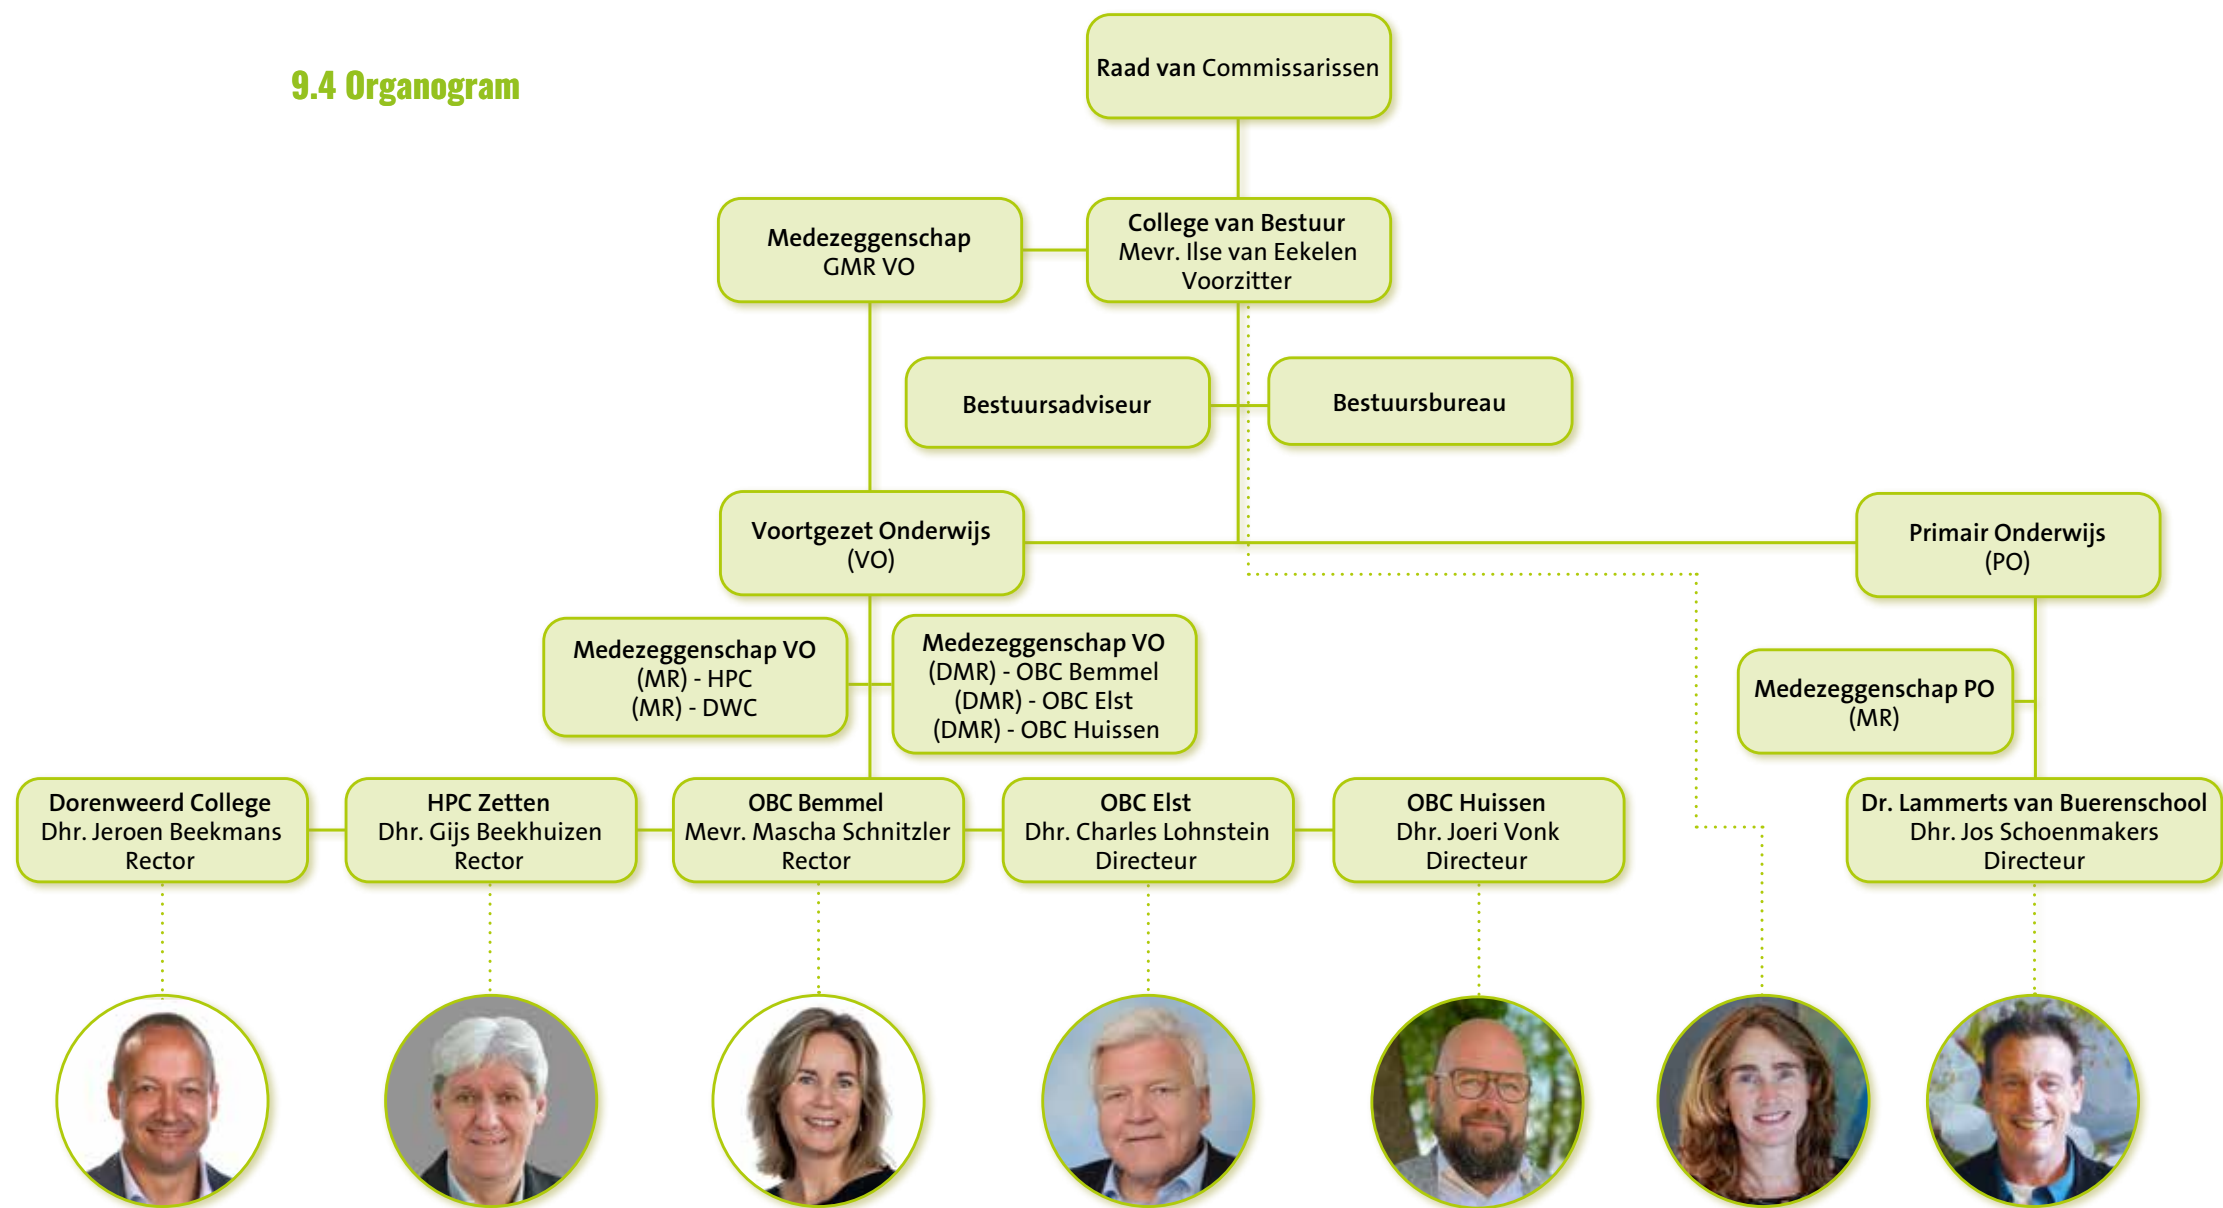 9.4 Organogram
Raad van Commissarissen
Medezeggenschap
GMR VO
College van Bestuur
Mevr. Ilse van Eekelen
Voorzitter
Bestuursadviseur
Bestuursbureau
Voortgezet Onderwijs
(VO)
Primair Onderwijs
(PO)
Medezeggenschap VO
(MR) - HPC
(MR) - DWC
Medezeggenschap VO
(DMR) - OBC Bemmel
(DMR) - OBC Elst
(DMR) - OBC Huissen
Medezeggenschap PO
(MR)
Dorenweerd College
Dhr. Jeroen Beekmans
Rector
HPC Zetten
Dhr. Gijs Beekhuizen
Rector
OBC Bemmel
Mevr. Mascha Schnitzler
Rector
OBC Elst
Dhr. Charles Lohnstein
Directeur
OBC Huissen
Dhr. Joeri Vonk
Directeur
Dr. Lammerts van Buerenschool
Dhr. Jos Schoenmakers
Directeur